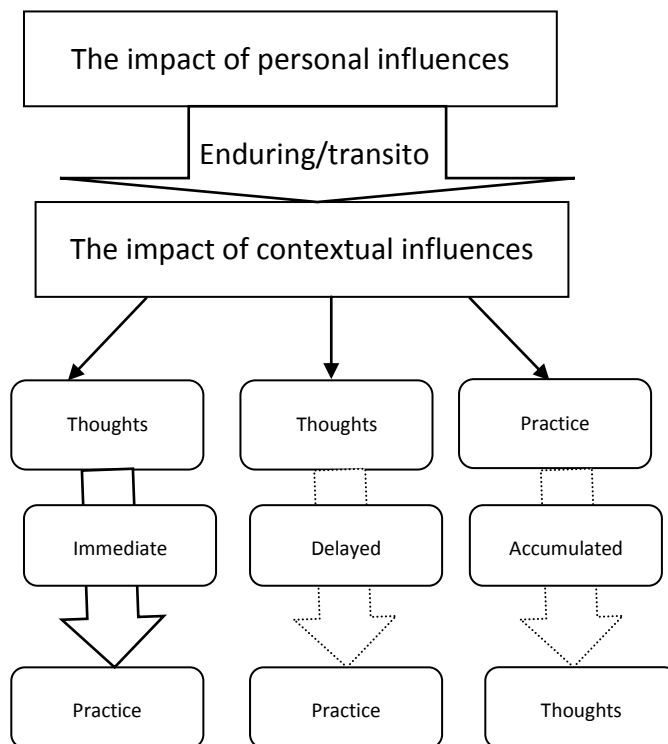 The impact of personal influences
Enduring/transito
The impact of contextual influences
Thoughts Thoughts Practice
Immediate Delayed Accumulated
Practice Practice Thoughts